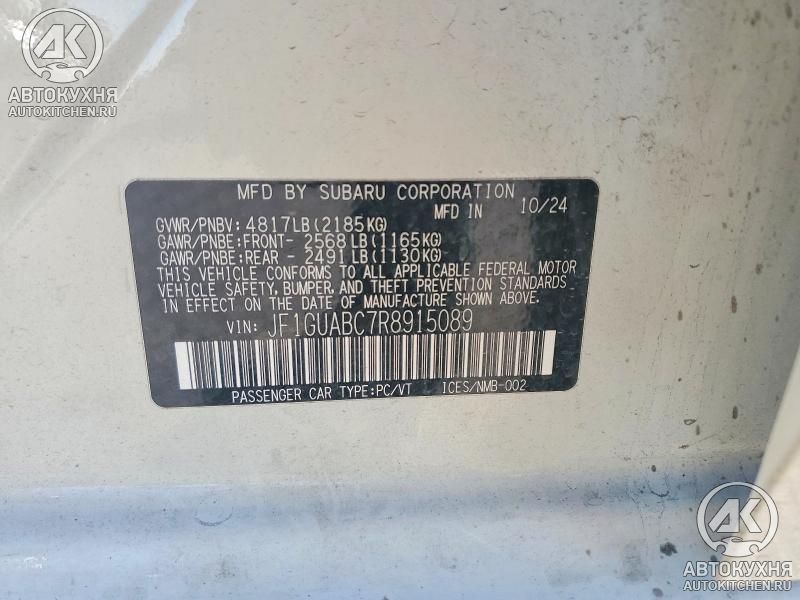 AK
АВТОКУХНЯ
AUTOKITCHEN.RU
MFD BY SUBARU CORPORATION
MFD IN 10/24
GVWR/PNBV: 4817LB(2185KG)
GAWR/PNBE:FRONT- 2568LB(1165KG)
GAWR/PNBE:REAR - 2491LB(1130KG)
THIS VEHICLE CONFORMS TO ALL APPLICABLE FEDERAL MOTOR
VEHICLE SAFETY, BUMPER, AND THEFT PREVENTION STANDARDS
IN EFFECT ON THE DATE OF MANUFACTURE SHOWN ABOVE.
VIN: JF1GUABC7R8915089
PASSENGER CAR TYPE:PC/VT ICES/NMB-002
AK
АВТОКУХНЯ
AUTOKITCHEN.RU